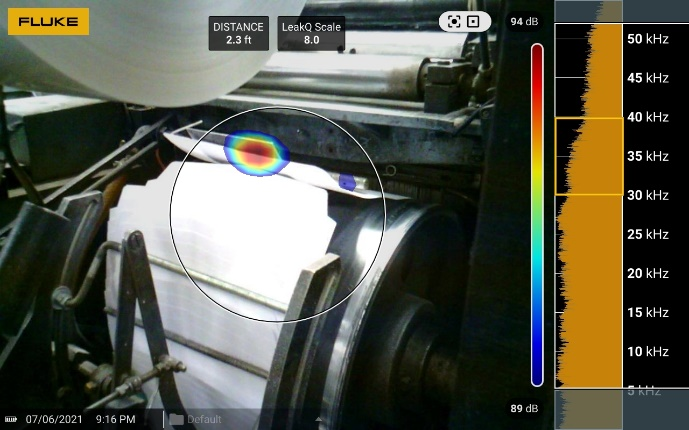 FLUKE
DISTANCE
2.3 ft
LeakQ Scale
8.0
94 dB
50 kHz
45 kHz
40 kHz
35 kHz
30 kHz
25 kHz
20 kHz
15 kHz
10 kHz
5 kHz
89 dB
07/06/2021 9:16 PM Default